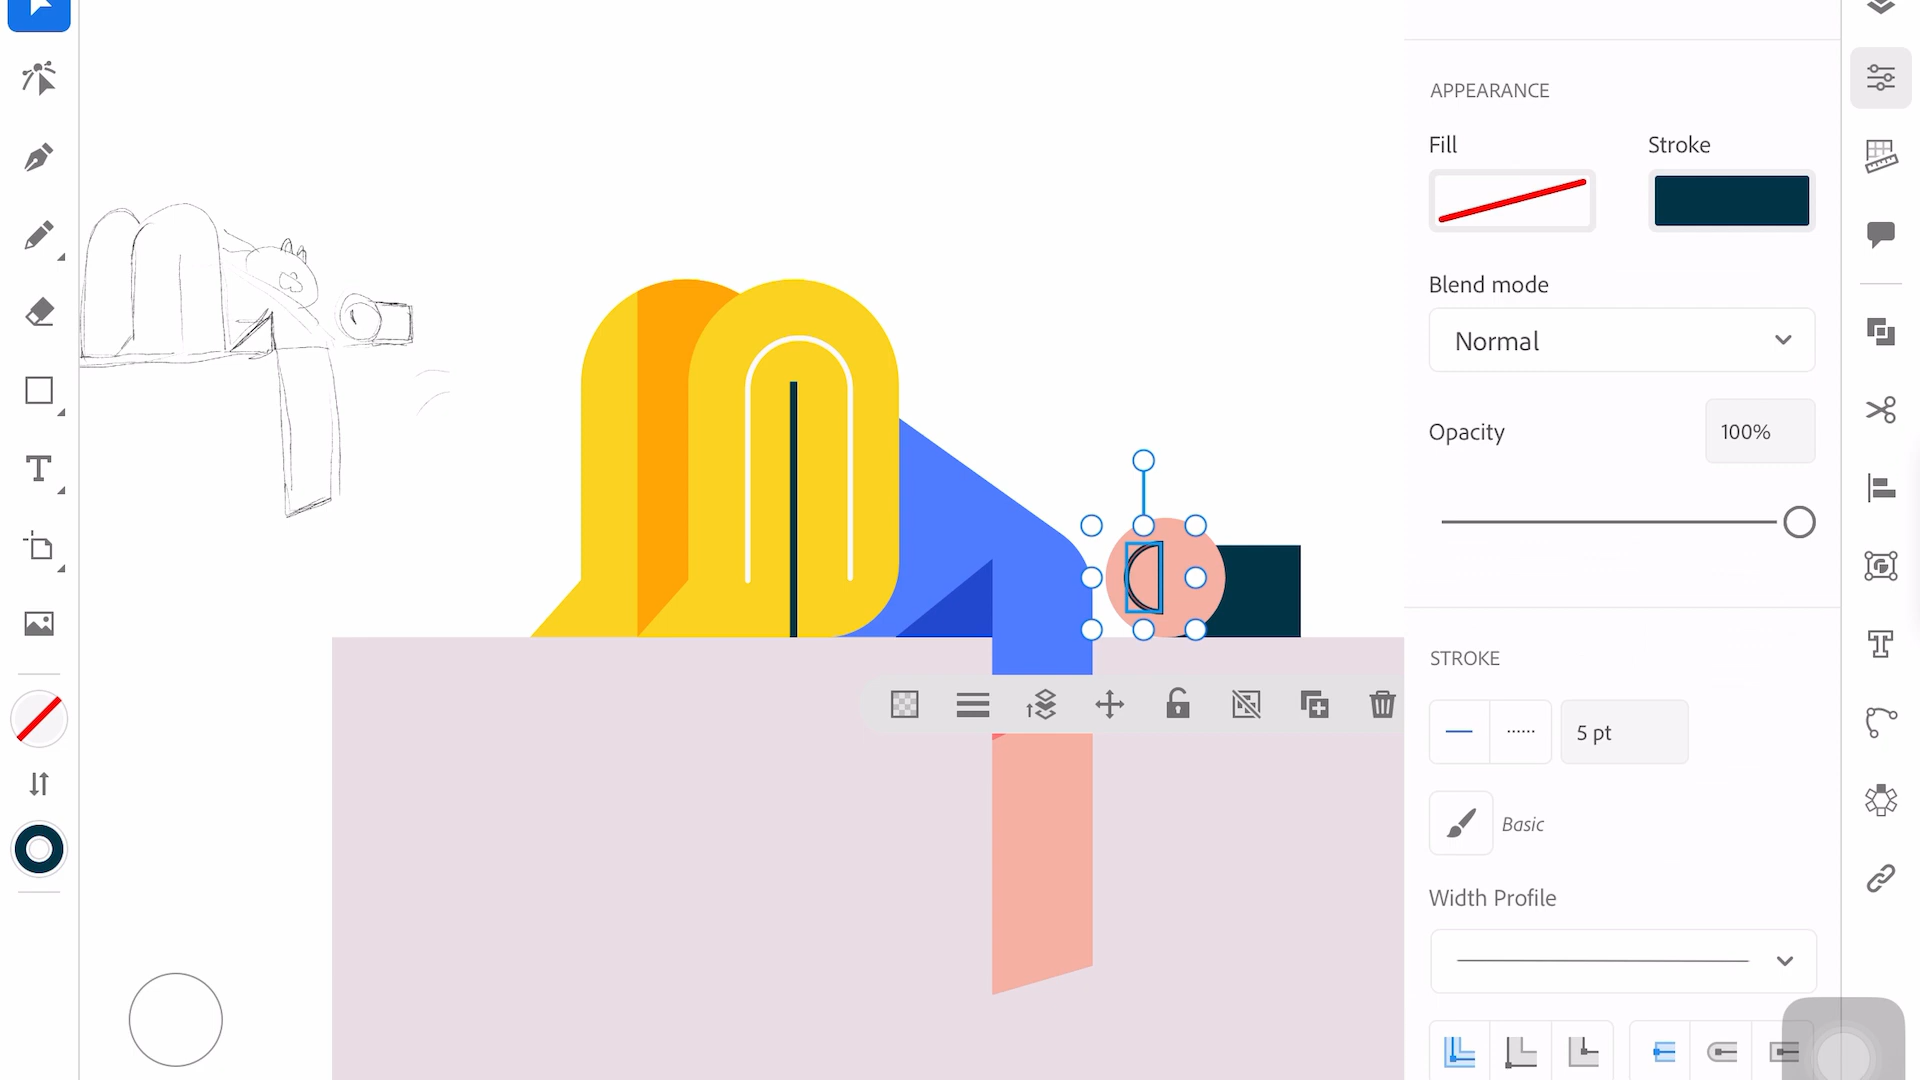 APPEARANCE
Fill
Stroke
Blend mode
Normal
Opacity
100%
STROKE
5 pt
Basic
Width Profile